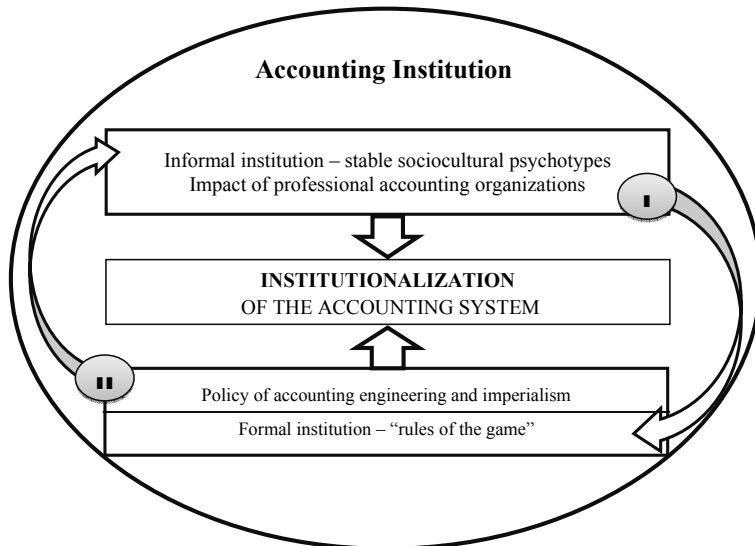 Accounting Institution
Informal institution – stable sociocultural psychotypes
Impact of professional accounting organizations
I
INSTITUTIONALIZATION
OF THE ACCOUNTING SYSTEM
II
Policy of accounting engineering and imperialism
Formal institution – “rules of the game”